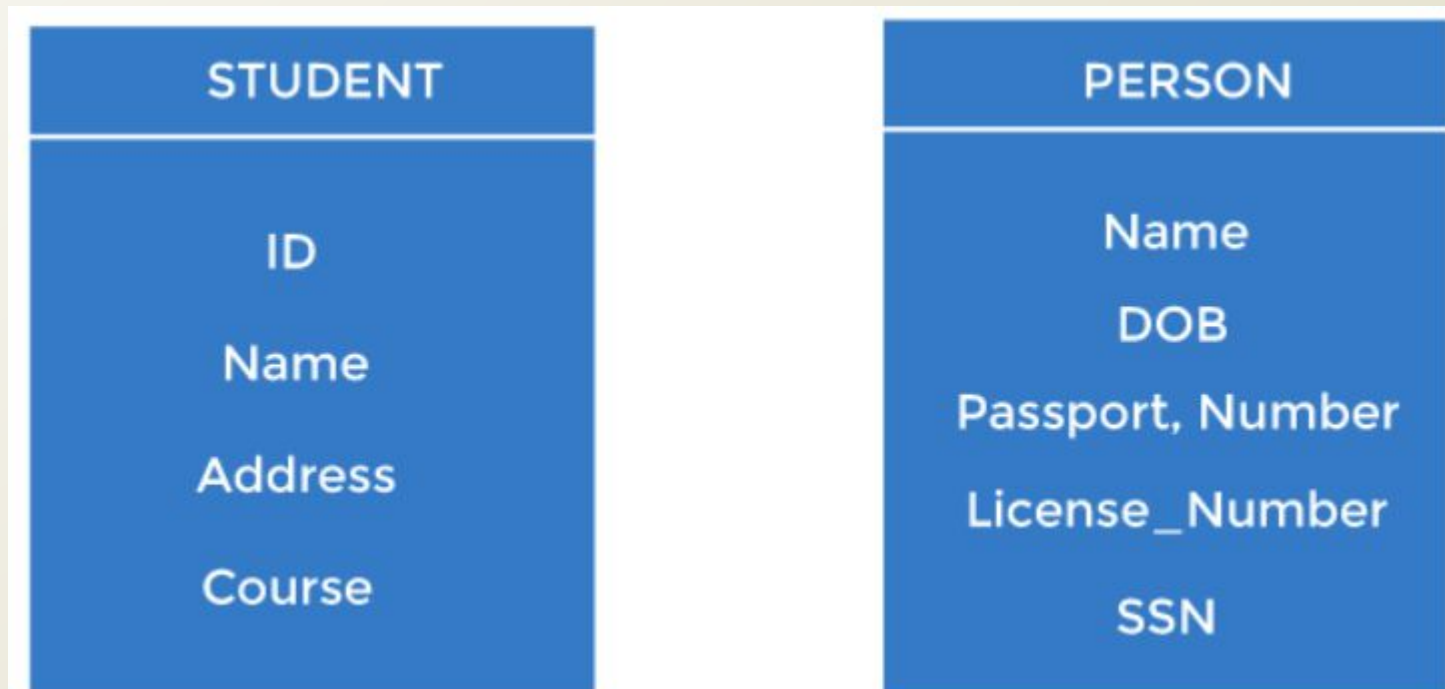 STUDENT
ID
Name
Address
Course
PERSON
Name
DOB
Passport, Number
License_Number
SSN